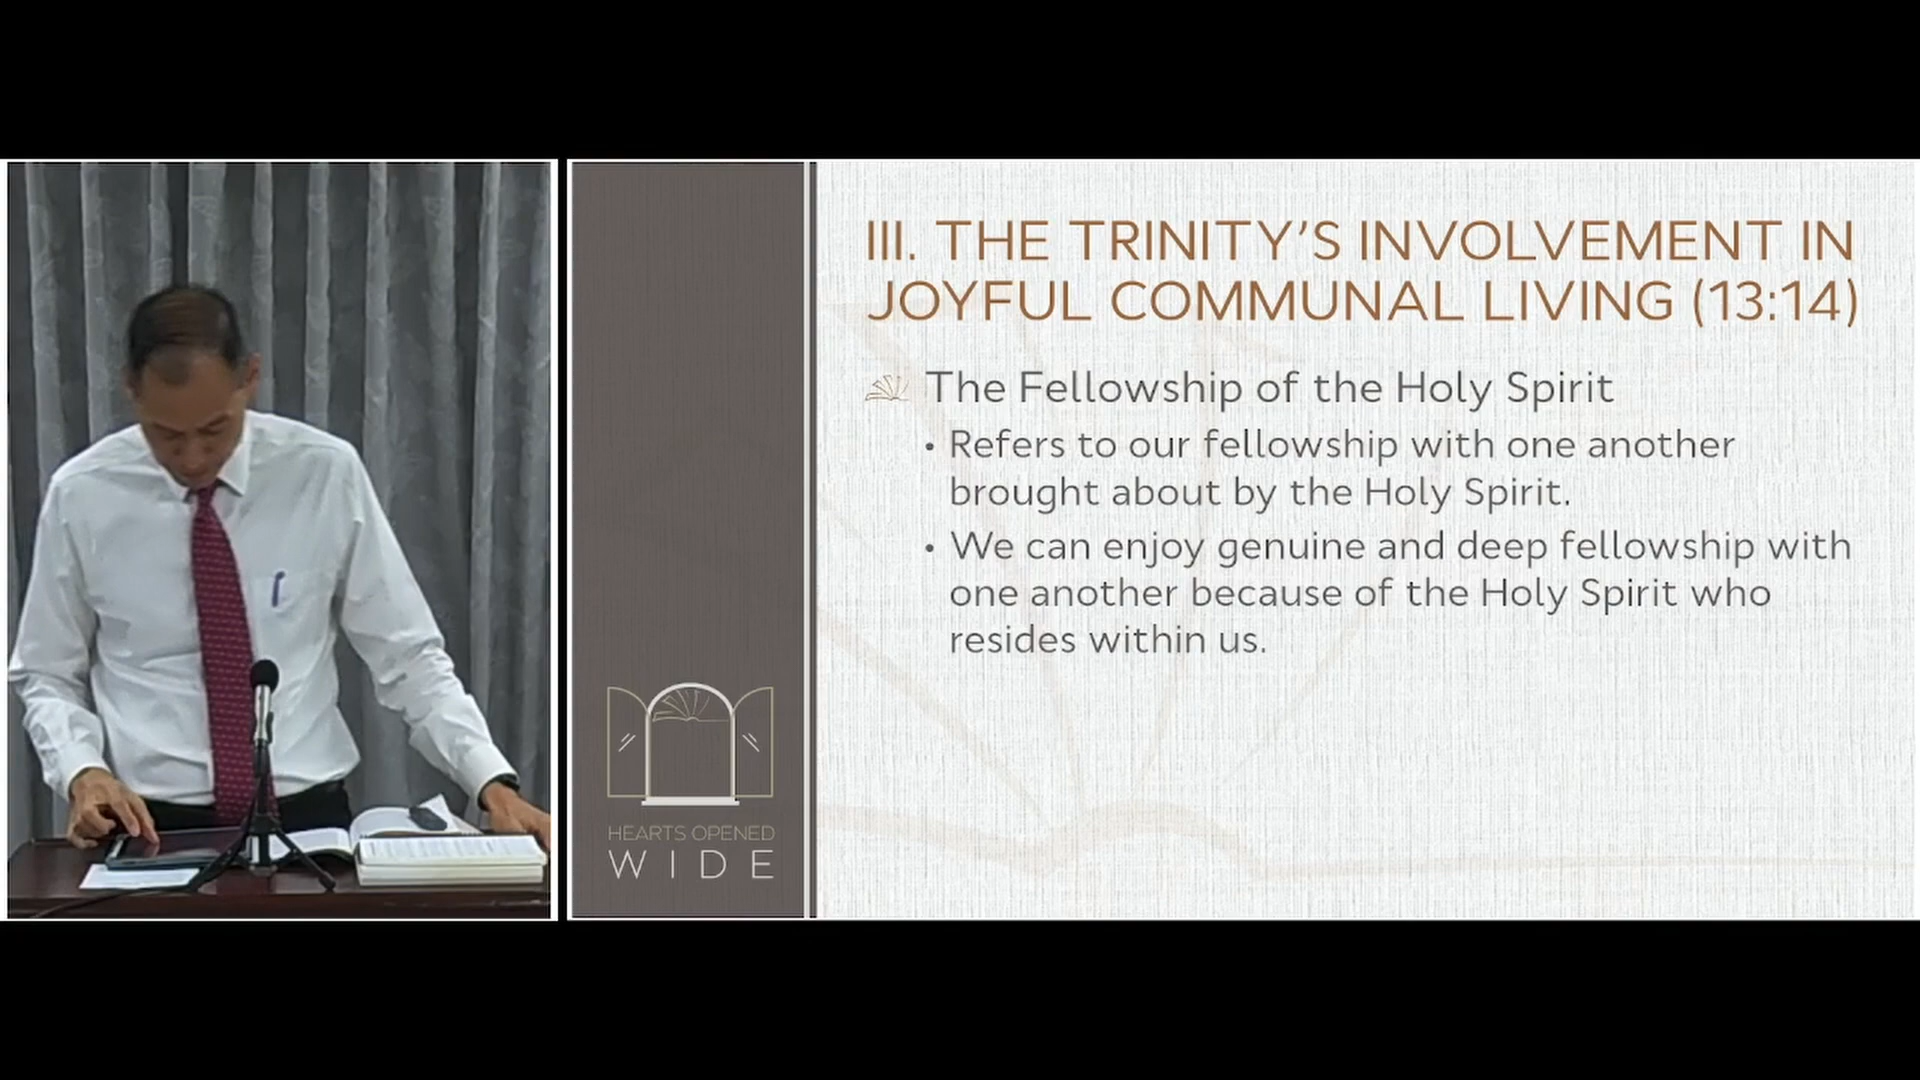 III. THE TRINITY’S INVOLVEMENT IN
JOYFUL COMMUNAL LIVING (13:14)
The Fellowship of the Holy Spirit
• Refers to our fellowship with one another
brought about by the Holy Spirit.
• We can enjoy genuine and deep fellowship with
one another because of the Holy Spirit who
resides within us.
HEARTS OPENED
WIDE